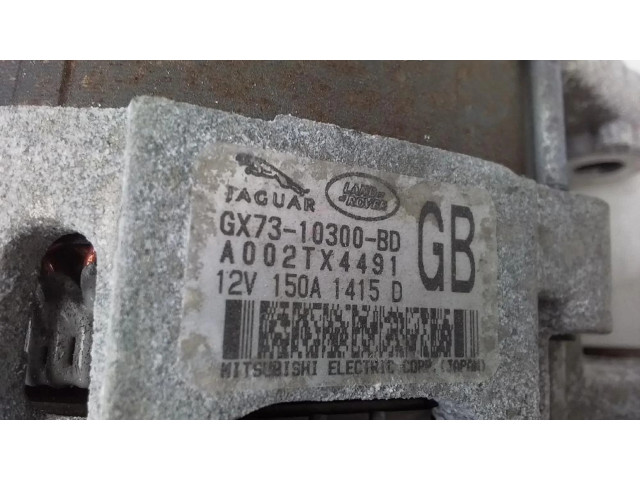 JAGUAR
LAND ROVER
GX73-10300-BD
GB
A002TX4491
12V 150A 1415 D
MITSUBISHI ELECTRIC CORP.(JAPAN)